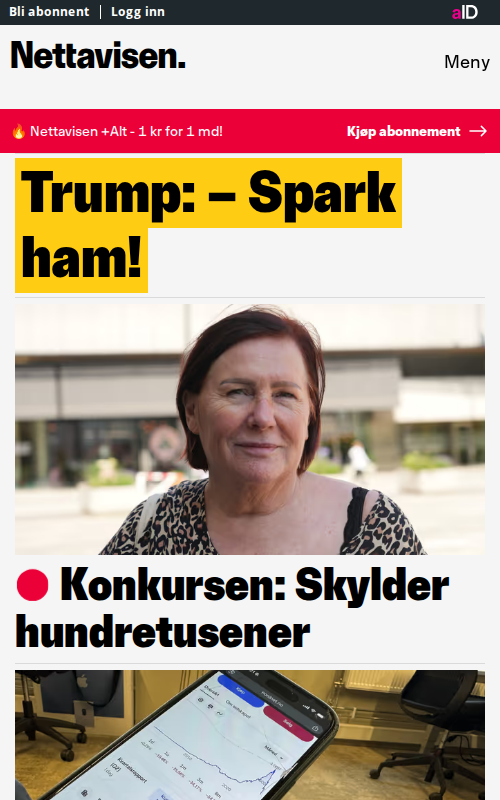 Bli abonnent
Logg inn
aID
Nettavisen.
Meny
🔥 Nettavisen +Alt - 1 kr for 1 md!
Kjøp abonnement →
Trump: – Spark
ham!
Konkursen: Skylder
hundretusener